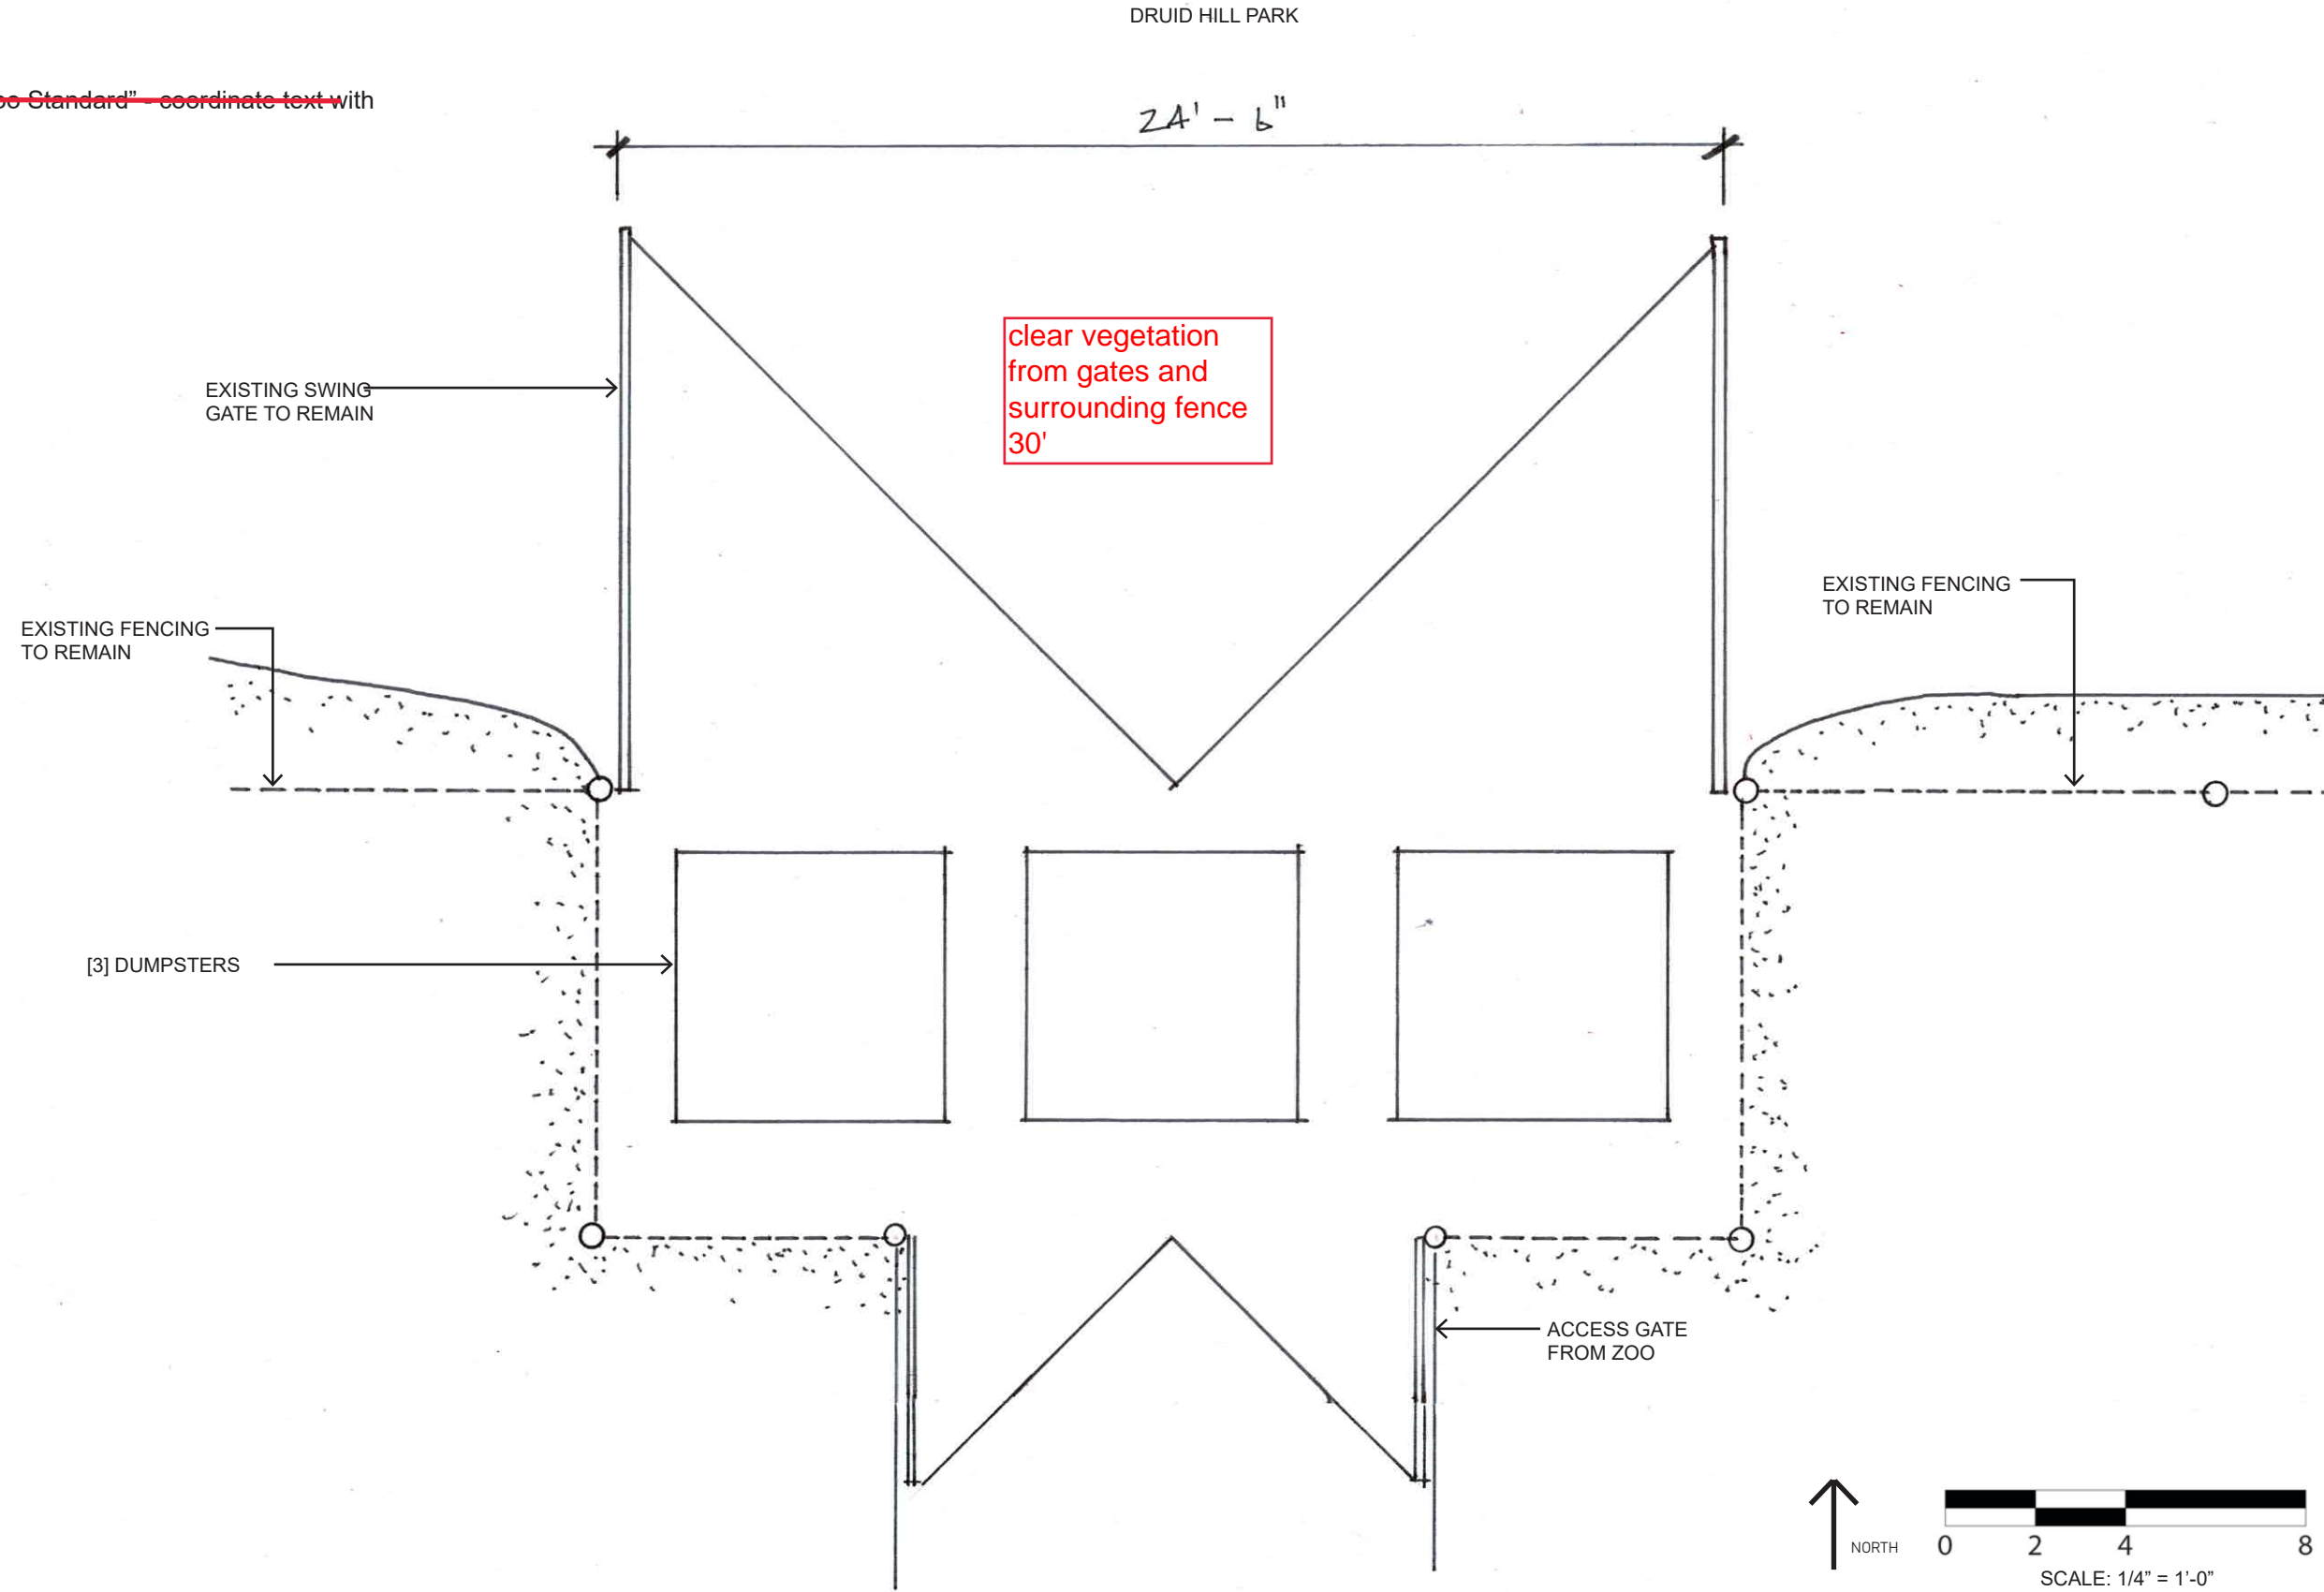 DRUID HILL PARK
Standard” - coordinate text with
24' - 6"
clear vegetation
from gates and
surrounding fence
30'
EXISTING SWING
GATE TO REMAIN
EXISTING FENCING
TO REMAIN
EXISTING FENCING
TO REMAIN
[3] DUMPSTERS
ACCESS GATE
FROM ZOO
NORTH
0 2 4 8
SCALE: 1/4” = 1’-0”